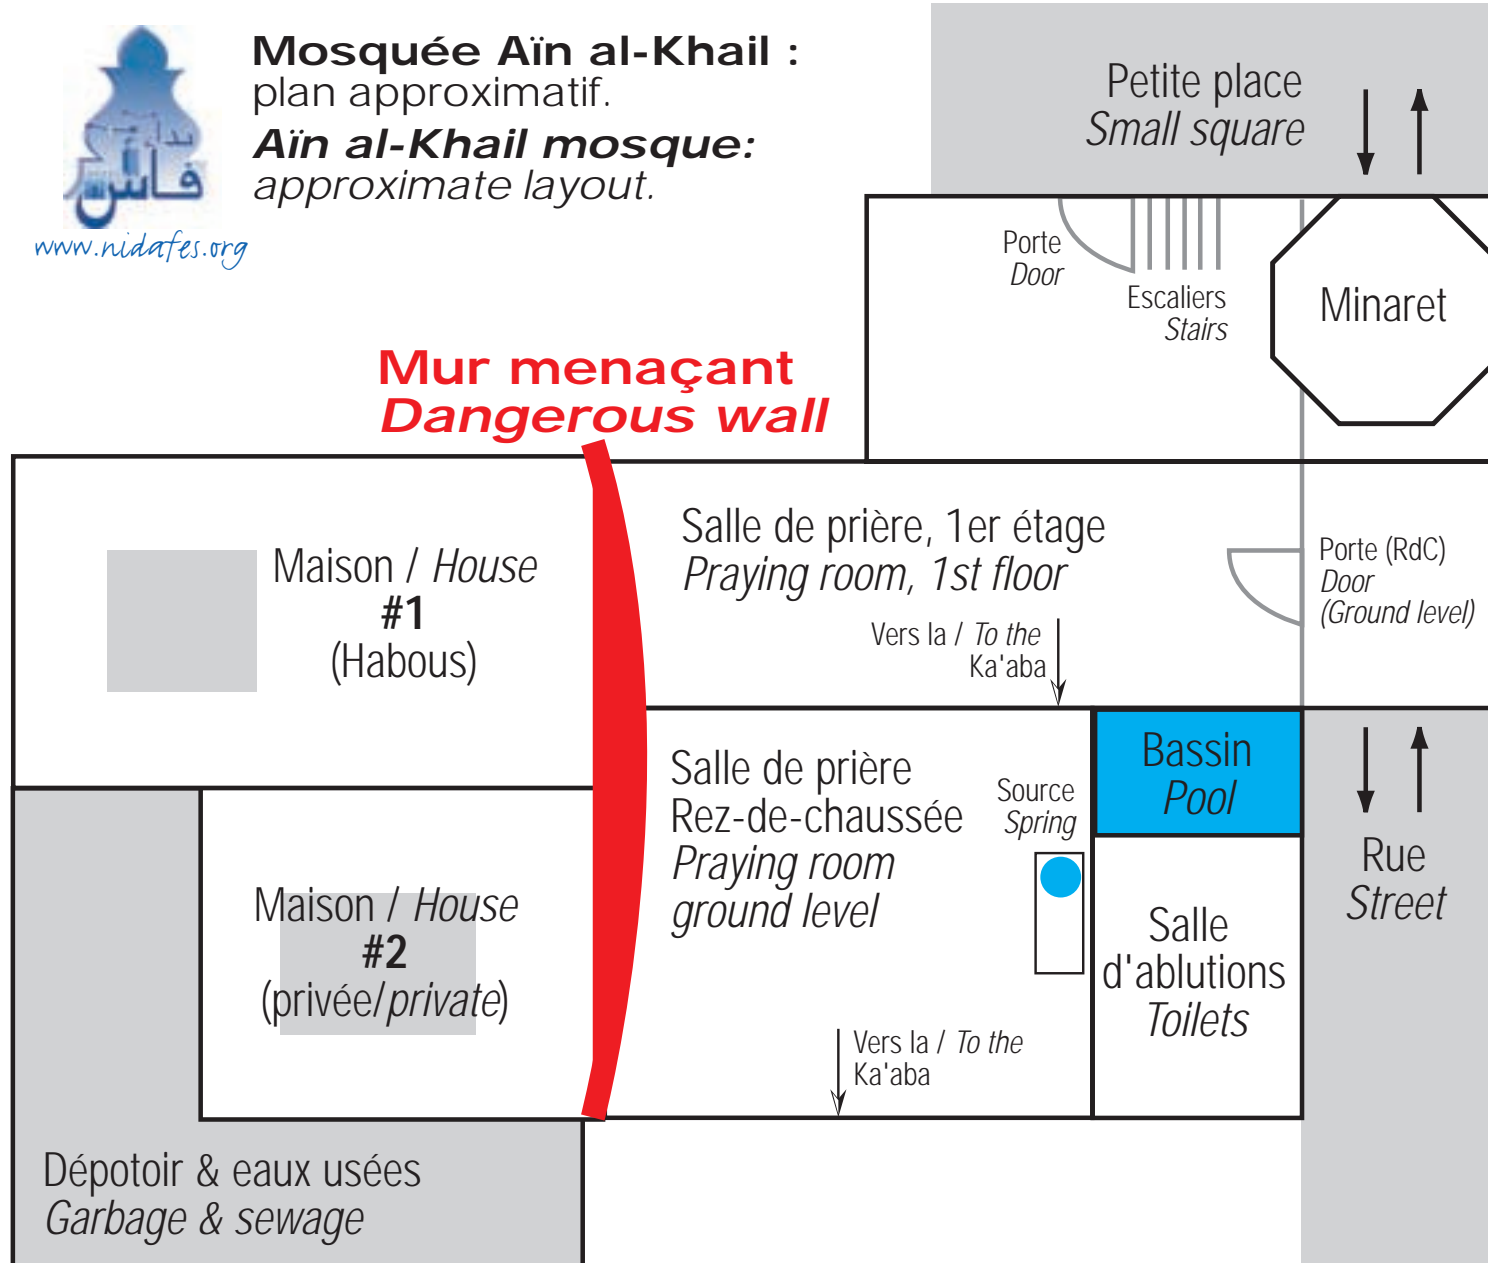 Mosquée Aïn al-Khail :
plan approximatif.
Aïn al-Khail mosque:
approximate layout.
نداء
فاس
www.nidafes.org
Petite place
Small square
Porte
Door
Escaliers
Stairs
Minaret
Mur menaçant
Dangerous wall
Maison / House
#1
(Habous)
Salle de prière, 1er étage
Praying room, 1st floor
Vers la / To the
Ka'aba
Porte (RdC)
Door
(Ground level)
Maison / House
#2
(privée/private)
Salle de prière
Rez-de-chaussée
Praying room
ground level
Source
Spring
Bassin
Pool
Salle
d'ablutions
Toilets
Rue
Street
Vers la / To the
Ka'aba
Dépotoir & eaux usées
Garbage & sewage